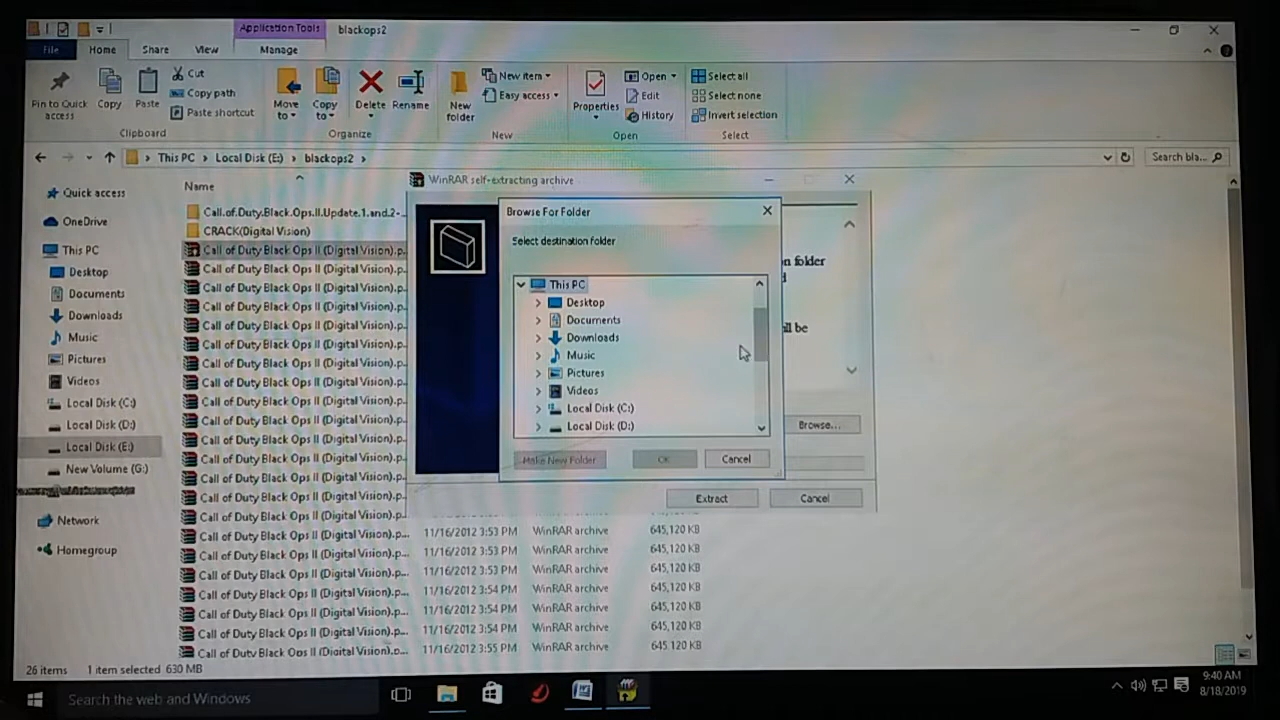 Application Tools blackops2
File Home Share View Manage
Pin to Quick access
Copy
Paste
Cut
Copy path
Paste shortcut
Clipboard
Move to
Copy to
Delete
Rename
Organize
New folder
New item
Easy access
New
Properties
Open
Edit
History
Open
Select all
Select none
Invert selection
Select
This PC > Local Disk (E:) > blackops2 >
Search bla...
Quick access
OneDrive
This PC
Desktop
Documents
Downloads
Music
Pictures
Videos
Local Disk (C:)
Local Disk (D:)
Local Disk (E:)
New Volume (G:)
Network
Homegroup
Name
Call.of.Duty.Black.Ops.II.Update.1.and.2-...
CRACK(Digital Vision)
Call of Duty Black Ops II (Digital Vision).p
Call of Duty Black Ops II (Digital Vision).p
Call of Duty Black Ops II (Digital Vision).p
Call of Duty Black Ops II (Digital Vision).p
Call of Duty Black Ops II (Digital Vision).p
Call of Duty Black Ops II (Digital Vision).p
Call of Duty Black Ops II (Digital Vision).p
Call of Duty Black Ops II (Digital Vision).p
Call of Duty Black Ops II (Digital Vision).p
Call of Duty Black Ops II (Digital Vision).p
Call of Duty Black Ops II (Digital Vision).p
Call of Duty Black Ops II (Digital Vision).p
Call of Duty Black Ops II (Digital Vision).p
Call of Duty Black Ops II (Digital Vision).p
Call of Duty Black Ops II (Digital Vision).p...
Call of Duty Black Ops II (Digital Vision).p... 11/16/2012 3:53 PM WinRAR archive 645,120 KB
Call of Duty Black Ops II (Digital Vision).p... 11/16/2012 3:53 PM WinRAR archive 645,120 KB
Call of Duty Black Ops II (Digital Vision).p... 11/16/2012 3:53 PM WinRAR archive 645,120 KB
Call of Duty Black Ops II (Digital Vision).p... 11/16/2012 3:54 PM WinRAR archive 645,120 KB
Call of Duty Black Ops II (Digital Vision).p... 11/16/2012 3:54 PM WinRAR archive 645,120 KB
Call of Duty Black Ops II (Digital Vision).p... 11/16/2012 3:54 PM WinRAR archive 645,120 KB
Call of Duty Black Ops II (Digital Vision).p... 11/16/2012 3:55 PM WinRAR archive 645,120 KB
WinRAR self-extracting archive
folder
be
Browse...
Extract
Cancel
Browse For Folder
Select destination folder
This PC
Desktop
Documents
Downloads
Music
Pictures
Videos
Local Disk (C:)
Local Disk (D:)
Make New Folder
OK
Cancel
26 items 1 item selected 630 MB
Search the web and Windows
9:40 AM
8/18/2019